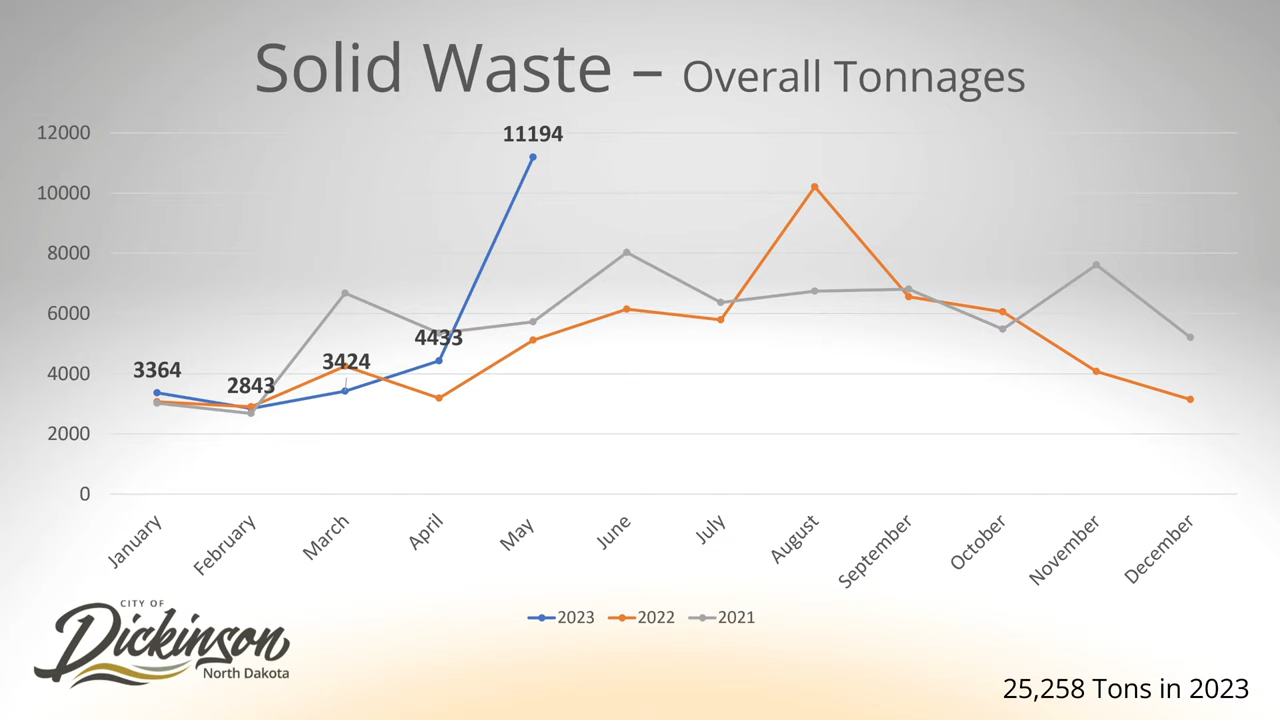 Solid Waste – Overall Tonnages
12000
10000
8000
6000
4000
2000
0
11194
4433
3424
3364
2843
January
February
March
April
May
June
July
August
September
October
November
December
2023
2022
2021
CITY OF
Dickinson
North Dakota
25,258 Tons in 2023